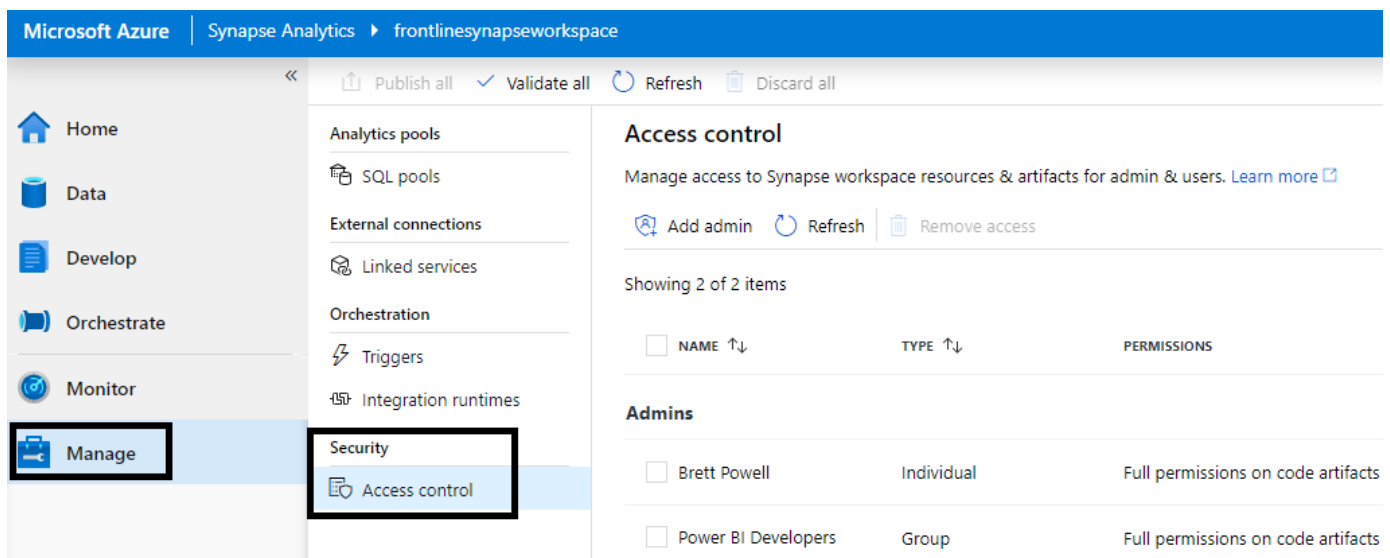 Microsoft Azure Synapse Analytics frontlinesynapseworkspace
Publish all Validate all Refresh Discard all
Home
Data
Develop
Orchestrate
Monitor
Manage
Analytics pools
SQL pools
External connections
Linked services
Orchestration
Triggers
Integration runtimes
Security
Access control
Access control
Manage access to Synapse workspace resources & artifacts for admin & users. Learn more
Add admin Refresh Remove access
Showing 2 of 2 items
NAME TYPE PERMISSIONS
Admins
Brett Powell Individual Full permissions on code artifacts
Power BI Developers Group Full permissions on code artifacts